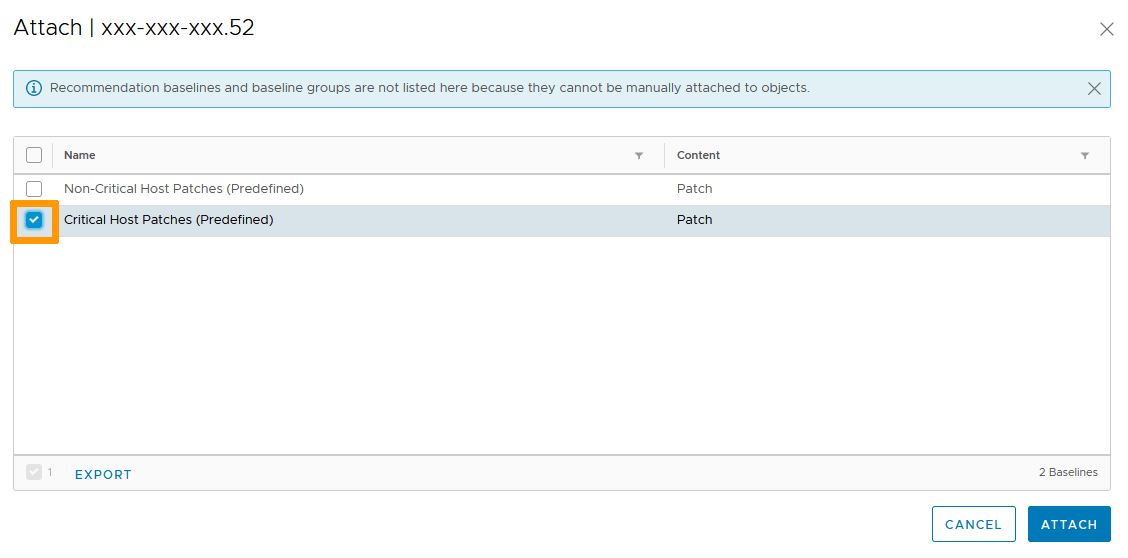 Attach | xxx-xxx-xxx.52
Recommendation baselines and baseline groups are not listed here because they cannot be manually attached to objects.
Name Content
Non-Critical Host Patches (Predefined) Patch
Critical Host Patches (Predefined) Patch
1 EXPORT 2 Baselines
CANCEL ATTACH